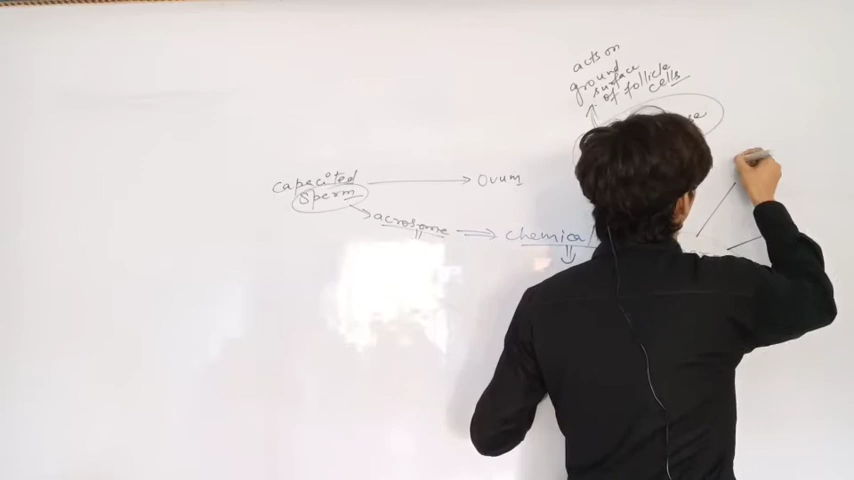 acts on
ground
surface
of follicle
cells
capacited
sperm
Ovum
acrosome
chemical